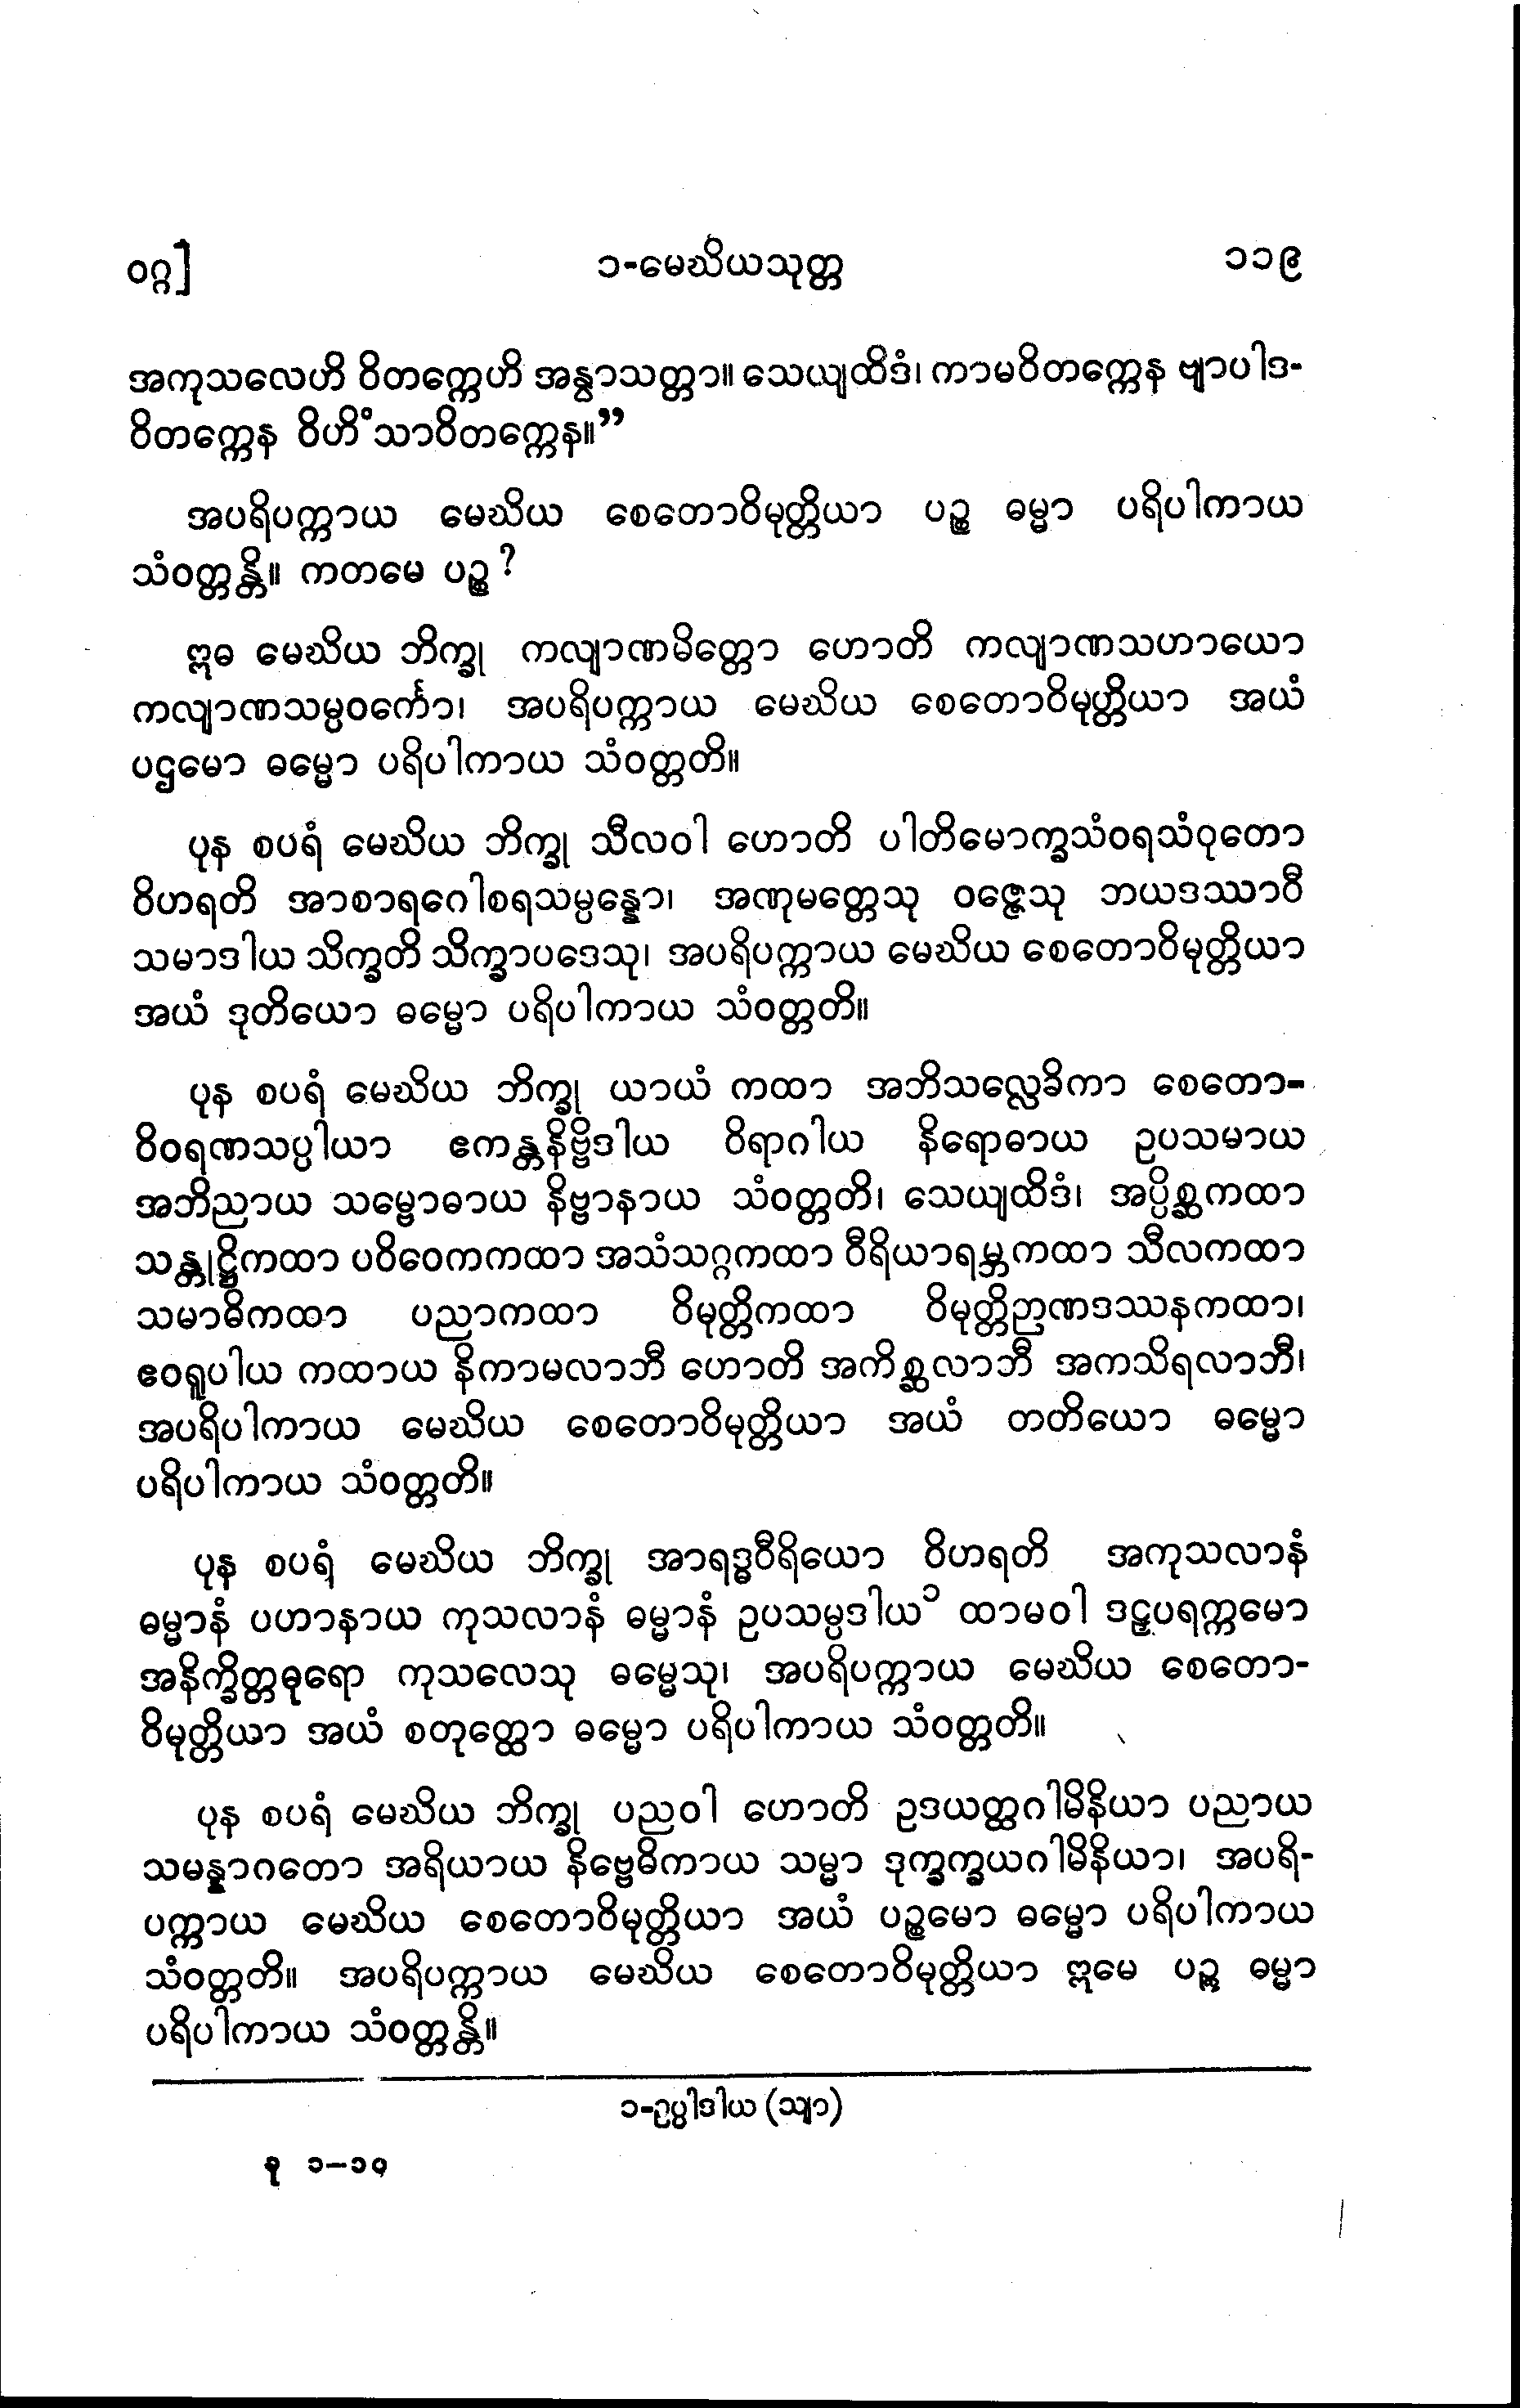 ဝဂ္ဂ]
၁-မေဃိယသုတ္တ
၁၁၉
အကုသလေဟိ ဝိတက္ကေဟိ အနွာသတ္တာ။ သေယျထိဒံ၊ ကာမဝိတက္ကေန ဗျာပါဒ-
ဝိတက္ကေန ဝိဟိံသာဝိတက္ကေန။”
အပရိပက္ကာယ မေဃိယ စေတောဝိမုတ္တိယာ ပဉ္စ ဓမ္မာ ပရိပါကာယ
သံဝတ္တန္တိ။ ကတမေ ပဉ္စ?
ဣဓ မေဃိယ ဘိက္ခု ကလျာဏမိတ္တော ဟောတိ ကလျာဏသဟာယော
ကလျာဏသမ္ပဝင်္ကော၊ အပရိပက္ကာယ မေဃိယ စေတောဝိမုတ္တိယာ အယံ
ပဌမော ဓမ္မော ပရိပါကာယ သံဝတ္တတိ။
ပုန စပရံ မေဃိယ ဘိက္ခု သီလဝါ ဟောတိ ပါတိမောက္ခသံဝရသံဝုတော
ဝိဟရတိ အာစာရဂေါစရသမ္ပန္နော၊ အဏုမတ္တေသု ဝဇ္ဇေသု ဘယဒဿာဝီ
သမာဒါယ သိက္ခတိ သိက္ခာပဒေသု၊ အပရိပက္ကာယ မေဃိယ စေတောဝိမုတ္တိယာ
အယံ ဒုတိယော ဓမ္မော ပရိပါကာယ သံဝတ္တတိ။
ပုန စပရံ မေဃိယ ဘိက္ခု ယာယံ ကထာ အဘိသလ္လေခိကာ စေတော-
ဝိဝရဏသပ္ပါယာ ဧကန္တနိဗ္ဗိဒါယ ဝိရာဂါယ နိရောဓာယ ဥပသမာယ
အဘိညာယ သမ္ဗောဓာယ နိဗ္ဗာနာယ သံဝတ္တတိ၊ သေယျထိဒံ၊ အပ္ပိစ္ဆကထာ
သန္တုဋ္ဌိကထာ ပဝိဝေကကထာ အသံသဂ္ဂကထာ ဝီရိယာရမ္ဘကထာ သီလကထာ
သမာဓိကထာ ပညာကထာ ဝိမုတ္တိကထာ ဝိမုတ္တိဉာဏဒဿနကထာ၊
ဧဝရူပါယ ကထာယ နိကာမလာဘီ ဟောတိ အကိစ္ဆလာဘီ အကသိရလာဘီ၊
အပရိပါကာယ မေဃိယ စေတောဝိမုတ္တိယာ အယံ တတိယော ဓမ္မော
ပရိပါကာယ သံဝတ္တတိ။
ပုန စပရံ မေဃိယ ဘိက္ခု အာရဒ္ဓဝီရိယော ဝိဟရတိ အကုသလာနံ
ဓမ္မာနံ ပဟာနာယ ကုသလာနံ ဓမ္မာနံ ဥပသမ္ပဒါယ၁ ထာမဝါ ဒဠှပရက္ကမော
အနိက္ခိတ္တဓုရော ကုသလေသု ဓမ္မေသု၊ အပရိပက္ကာယ မေဃိယ စေတော-
ဝိမုတ္တိယာ အယံ စတုတ္ထော ဓမ္မော ပရိပါကာယ သံဝတ္တတိ။
ပုန စပရံ မေဃိယ ဘိက္ခု ပညဝါ ဟောတိ ဥဒယတ္ထဂါမိနိယာ ပညာယ
သမန္နာဂတော အရိယာယ နိဗ္ဗေဓိကာယ သမ္မာ ဒုက္ခက္ခယဂါမိနိယာ၊ အပရိ-
ပက္ကာယ မေဃိယ စေတောဝိမုတ္တိယာ အယံ ပဉ္စမော ဓမ္မော ပရိပါကာယ
သံဝတ္တတိ။ အပရိပက္ကာယ မေဃိယ စေတောဝိမုတ္တိယာ ဣမေ ပဉ္စ ဓမ္မာ
ပရိပါကာယ သံဝတ္တန္တိ။
၁-ဥပ္ပါဒါယ (သျာ)
ခု ၁–၁၀